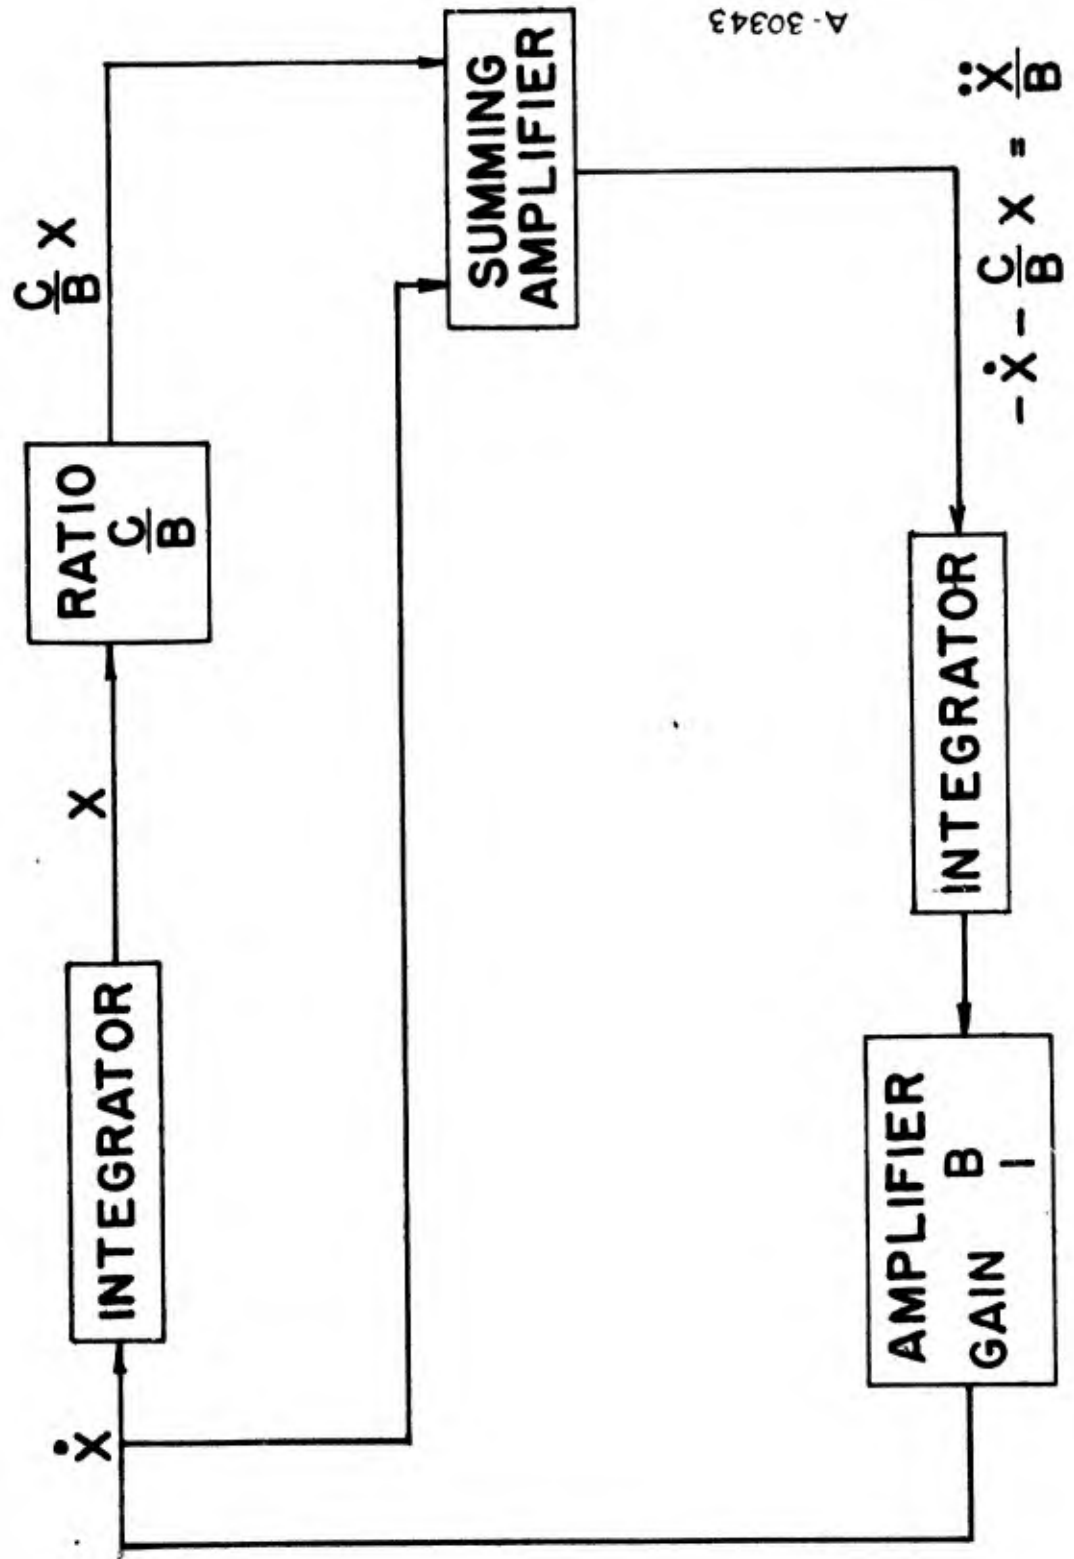 Ẋ
INTEGRATOR
X
RATIO
C/B
C/B X
SUMMING
AMPLIFIER
AMPLIFIER
GAIN B/1
INTEGRATOR
-Ẋ - C/B X = Ẍ/B
A-30343